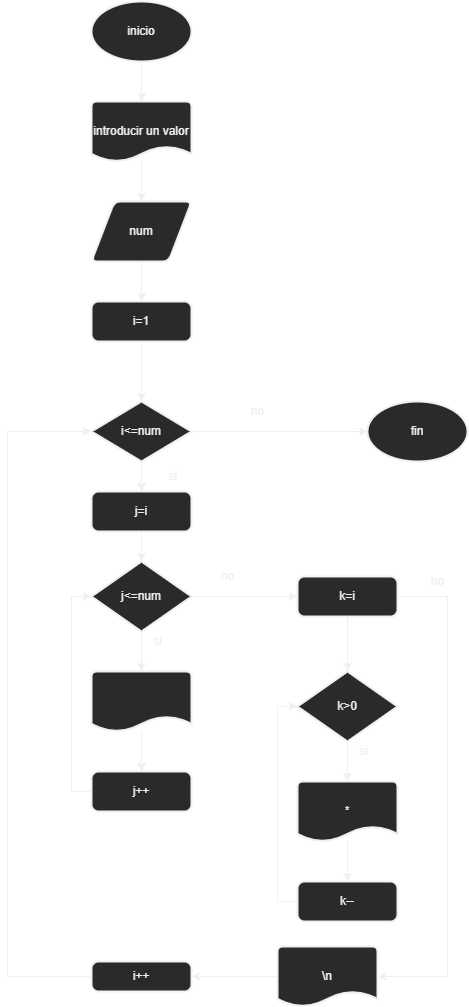 inicio
introducir un valor
num
i=1
i<=num
no
fin
si
j=i
j<=num
no
k=i
no
si
k>0
si
j++
*
k--
i++
\n